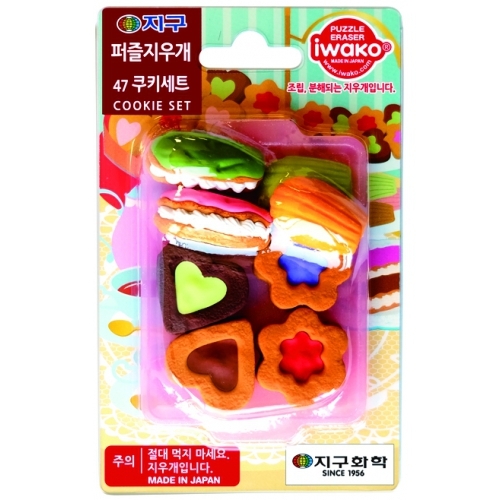 지구
퍼즐지우개
47 쿠키세트
COOKIE SET
PUZZLE
ERASER
iwako®
MADE IN JAPAN
www.iwako.com
조립, 분해되는 지우개입니다.
주의
절대 먹지 마세요.
지우개입니다.
MADE IN JAPAN
지구화학
SINCE 1956